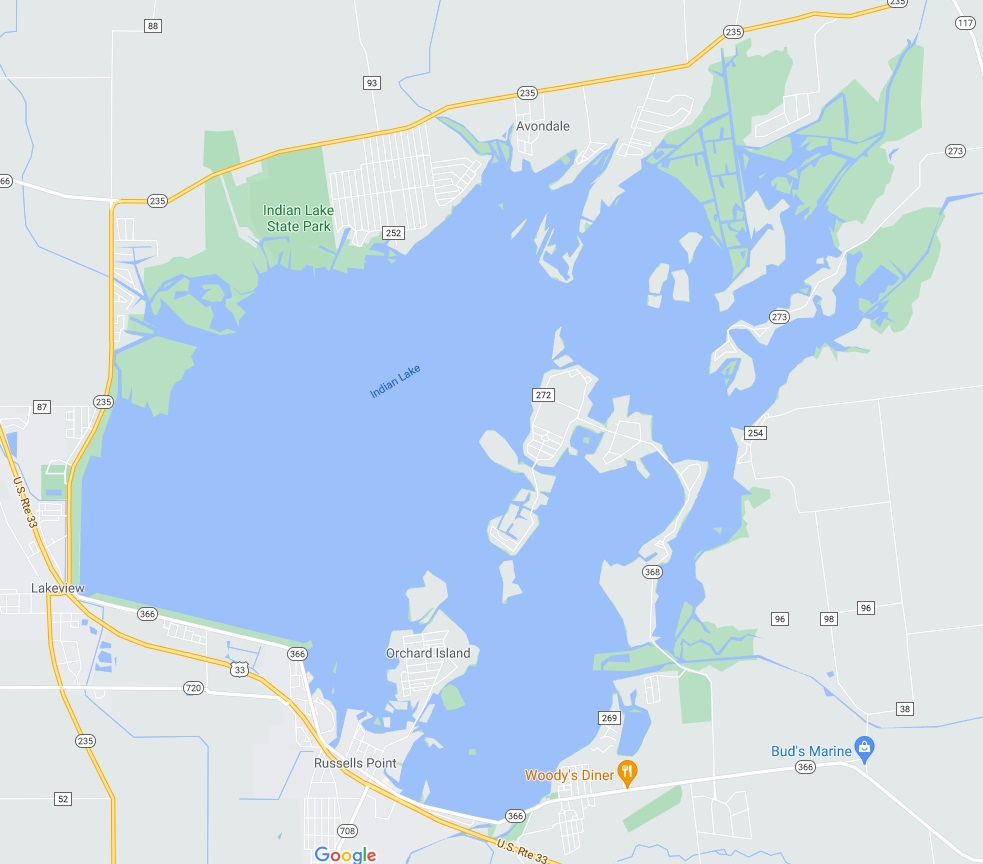 235
88
117
235
93
235
Avondale
273
66
235
Indian Lake
State Park
252
273
Indian Lake
272
235
87
254
U.S. Rte 33
368
Lakeview
366
96
96
98
366
Orchard Island
33
720
38
269
235
Bud's Marine
Russells Point
366
Woody's Diner
52
366
708
U.S. Rte 33
Google